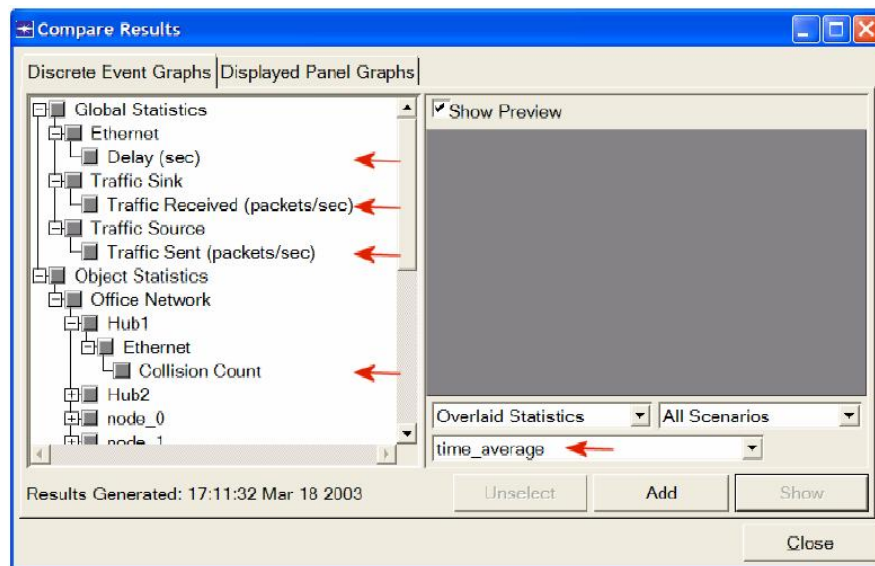 Compare Results
Discrete Event Graphs Displayed Panel Graphs
Global Statistics
Ethernet
Delay (sec)
Traffic Sink
Traffic Received (packets/sec)
Traffic Source
Traffic Sent (packets/sec)
Object Statistics
Office Network
Hub1
Ethernet
Collision Count
Hub2
node_0
node_1
Show Preview
Overlaid Statistics All Scenarios
time_average
Results Generated: 17:11:32 Mar 18 2003 Unselect Add Show
Close